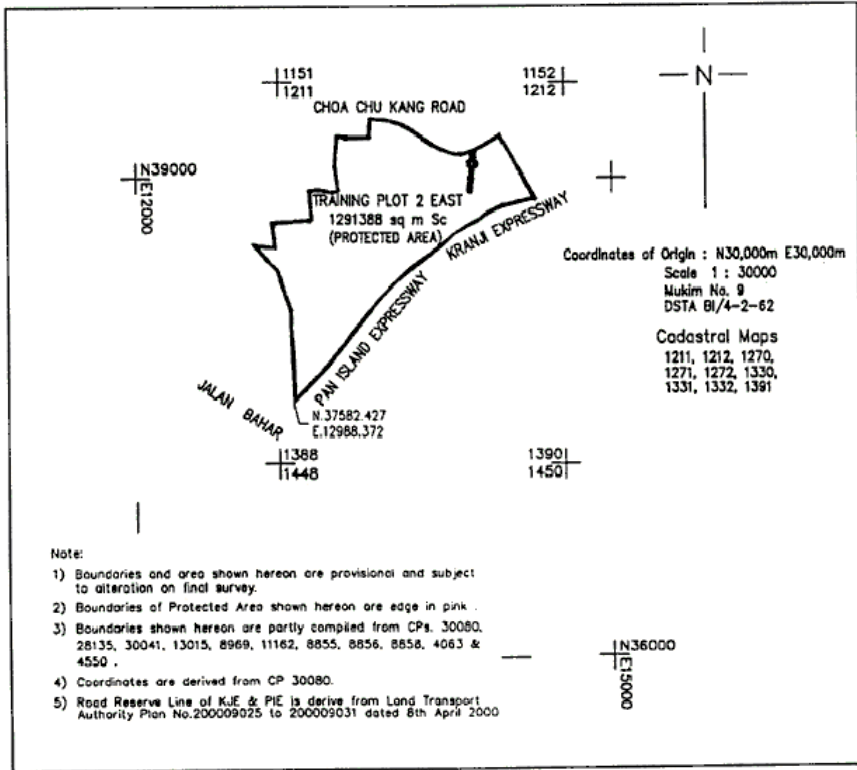 1151
1211
1152
1212
N
CHOA CHU KANG ROAD
N39000
E12000
TRAINING PLOT 2 EAST
1291388 sq m Sc
(PROTECTED AREA)
KRANJI EXPRESSWAY
PAN ISLAND EXPRESSWAY
JALAN BAHAR
N.37582.427
E.12988.372
Coordinates of Origin : N30,000m E30,000m
Scale 1 : 30000
Mukim No. 9
DSTA BI/4-2-62
Cadastral Maps
1211, 1212, 1270,
1271, 1272, 1330,
1331, 1332, 1391
1388
1448
1390
1450
N36000
E15000
Note:
1) Boundaries and area shown hereon are provisional and subject
to alteration on final survey.
2) Boundaries of Protected Area shown hereon are edge in pink .
3) Boundaries shown hereon are partly compiled from CPs. 30080,
28135, 30041, 13015, 8969, 11162, 8855, 8856, 8858, 4063 &
4550 .
4) Coordinates are derived from CP 30080.
5) Road Reserve Line of KJE & PIE is derive from Land Transport
Authority Plan No.200009025 to 200009031 dated 8th April 2000